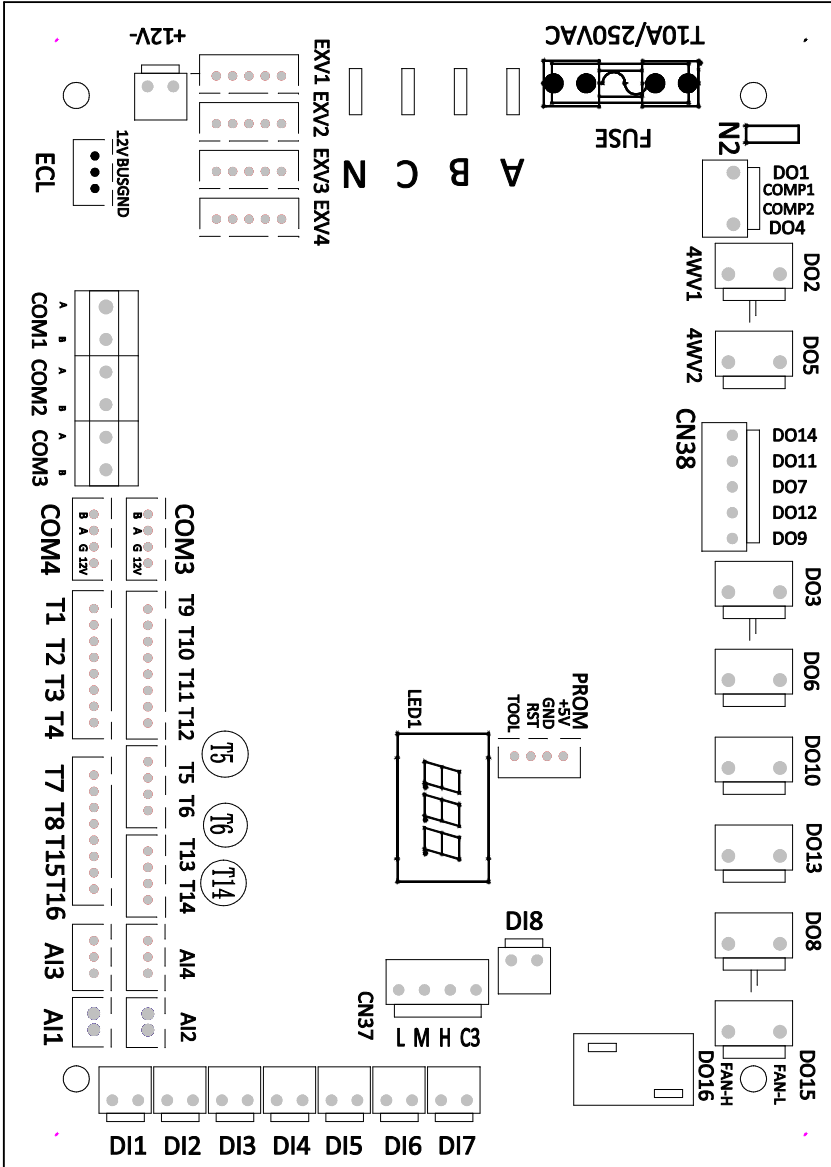 +12V-
T10A/250VAC
FUSE
EXV1
EXV2
EXV3
EXV4
N C B A
N2
ECL
12V BUS GND
DO1
COMP1
COMP2
DO4
4WV1
DO2
4WV2
DO5
COM1
A
B
COM2
A
B
COM3
A
B
CN38
DO14
DO11
DO7
DO12
DO9
COM4
B
A
G
12V
COM3
B
A
G
12V
DO3
T1
T2
T3
T4
T9
T10
T11
T12
DO6
LED1
PROM
TOOL
RST
GND
+5V
T5
DO10
T7
T8
T15
T16
T5
T6
T6
T13
T14
T14
DO13
AI3
AI4
DI8
DO8
AI1
AI2
CN37
L M H C3
DO16
FAN-H
FAN-L
DO15
DI1 DI2 DI3 DI4 DI5 DI6 DI7